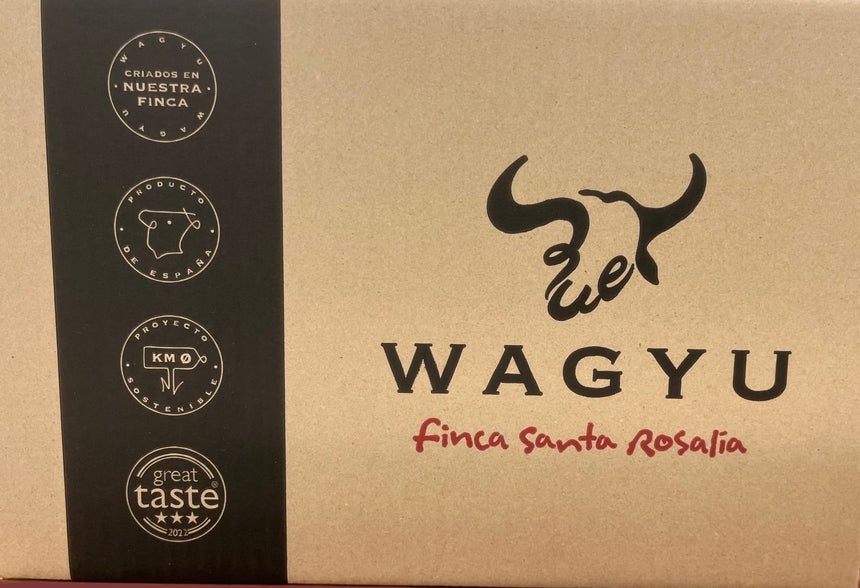 WAGYU
CRIADOS EN
NUESTRA
FINCA
WAGYU
PRODUCTO
DE ESPAÑA
PROYECTO
KM 0
SOSTENIBLE
great
taste®
2022
WAGYU
finca santa Rosalía